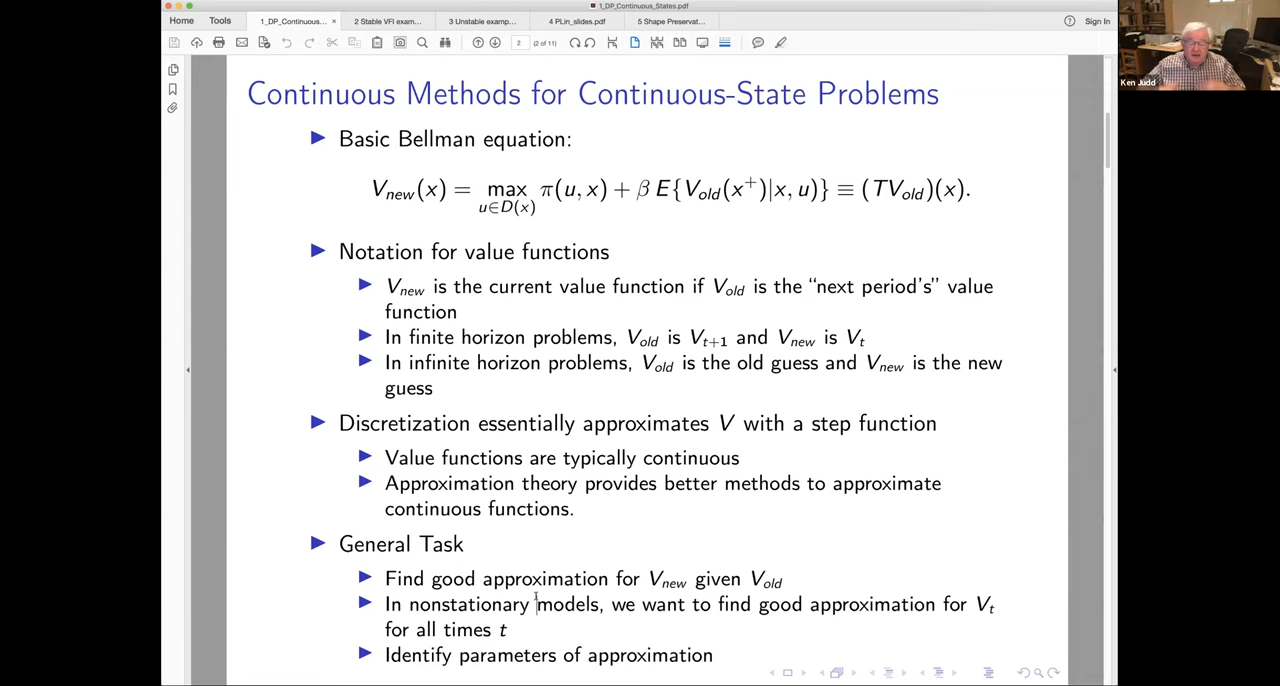 1_DP_Continuous_States.pdf
Home Tools 1_DP_Continuous... × 2 Stable VFI exam... 3 Unstable examp... 4 PLin_slides.pdf 5 Shape Preservat... Sign In
2 (2 of 11)
Ken Judd
Continuous Methods for Continuous-State Problems
Basic Bellman equation:
V_new(x) = max_{u∈D(x)} π(u, x) + β E{V_old(x⁺)|x, u)} ≡ (TV_old)(x).
Notation for value functions
V_new is the current value function if V_old is the “next period's” value
function
In finite horizon problems, V_old is V_{t+1} and V_new is V_t
In infinite horizon problems, V_old is the old guess and V_new is the new
guess
Discretization essentially approximates V with a step function
Value functions are typically continuous
Approximation theory provides better methods to approximate
continuous functions.
General Task
Find good approximation for V_new given V_old
In nonstationary models, we want to find good approximation for V_t
for all times t
Identify parameters of approximation